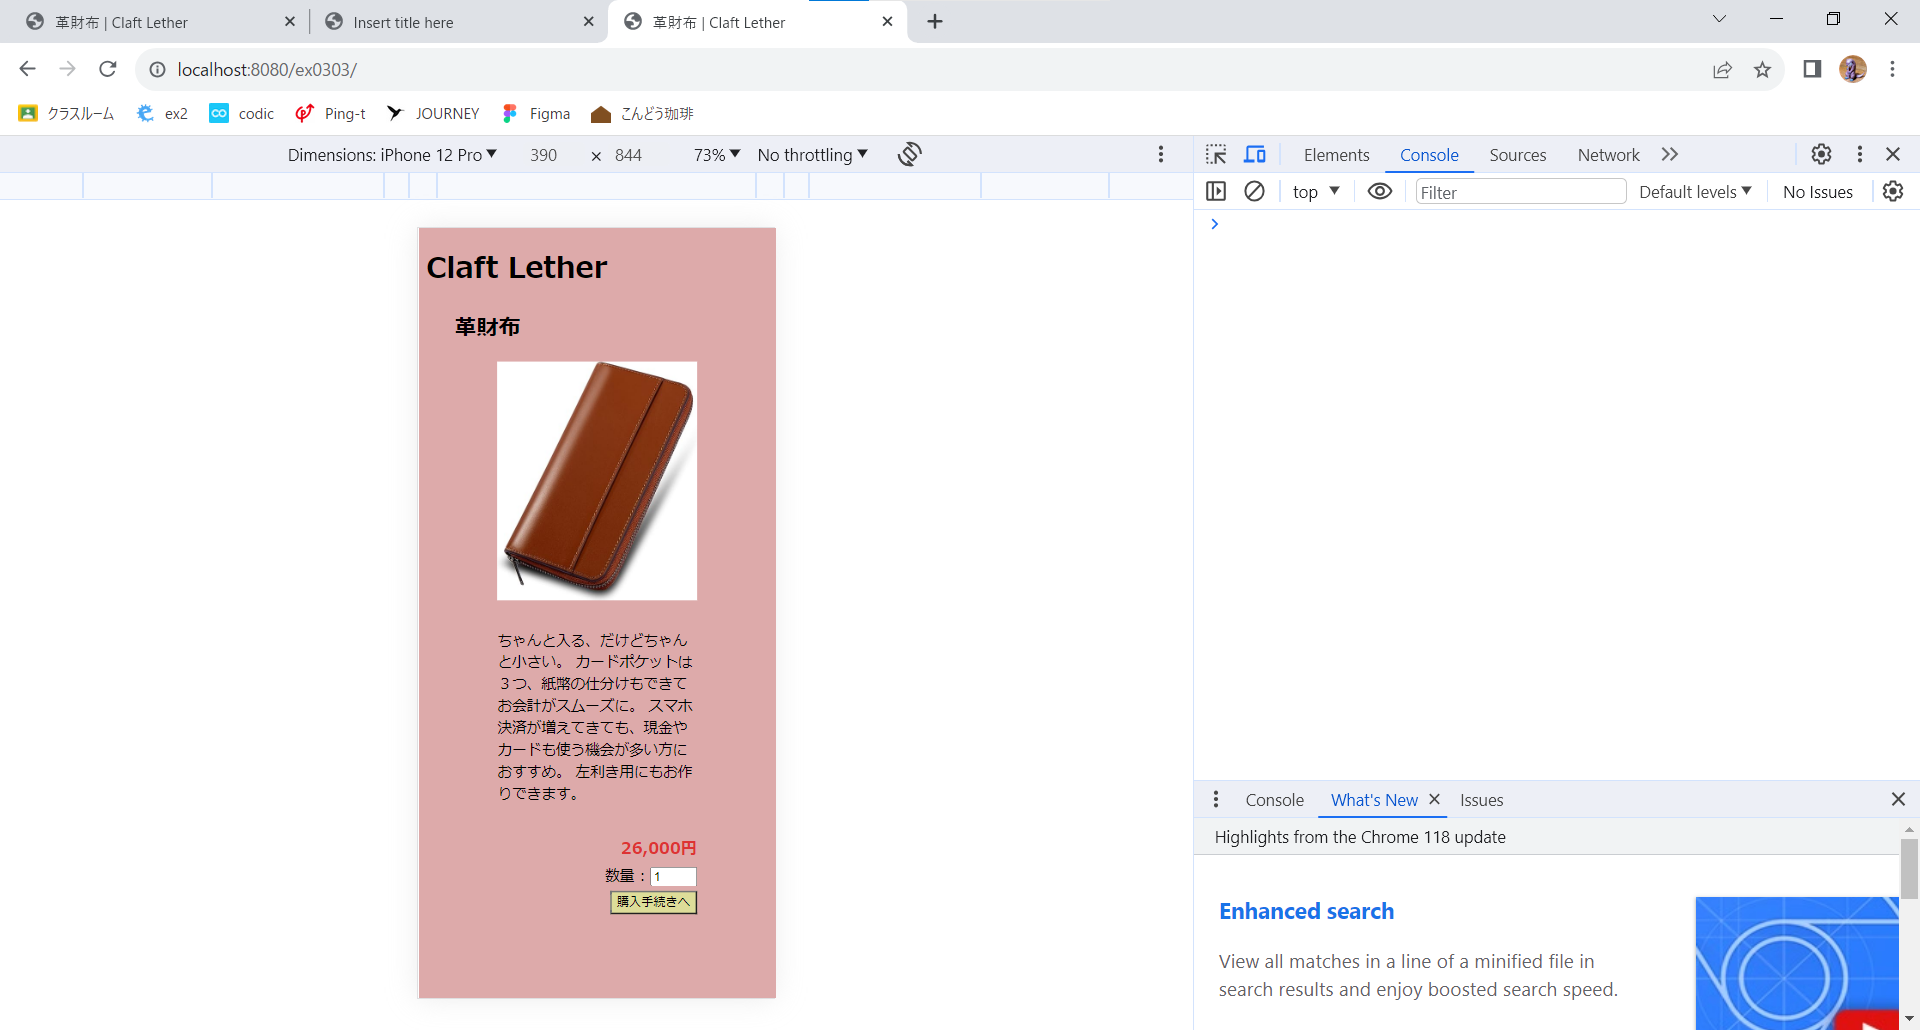 革財布 | Claft Lether
Insert title here
革財布 | Claft Lether
localhost:8080/ex0303/
クラスルーム ex2 codic Ping-t JOURNEY Figma こんどう珈琲
Dimensions: iPhone 12 Pro 390 × 844 73% No throttling
Elements Console Sources Network
top Filter Default levels No Issues
Claft Lether
革財布
ちゃんと入る、だけどちゃん
と小さい。 カードポケットは
３つ、紙幣の仕分けもできて
お会計がスムーズに。 スマホ
決済が増えてきても、現金や
カードも使う機会が多い方に
おすすめ。 左利き用にもお作
りできます。
26,000円
数量：1
購入手続きへ
Console What's New Issues
Highlights from the Chrome 118 update
Enhanced search
View all matches in a line of a minified file in
search results and enjoy boosted search speed.